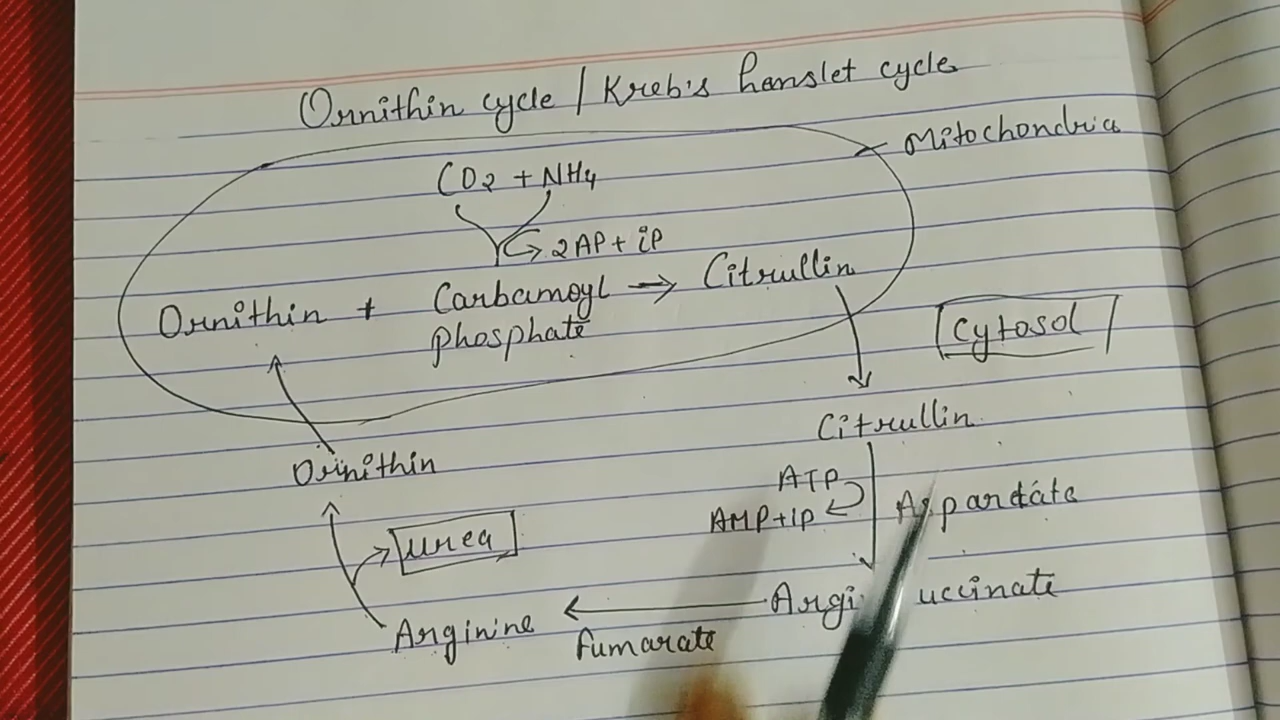 Ornithin cycle / Kreb's henslet cycle
Mitochondria
CO2 + NH4
2AP + iP
Ornithin + Carbamoyl phosphate → Citrullin
Cytosol
Citrullin
Ornithin
ATP
AMP+IP
Aspartate
urea
Arginine
fumarate
uccinate